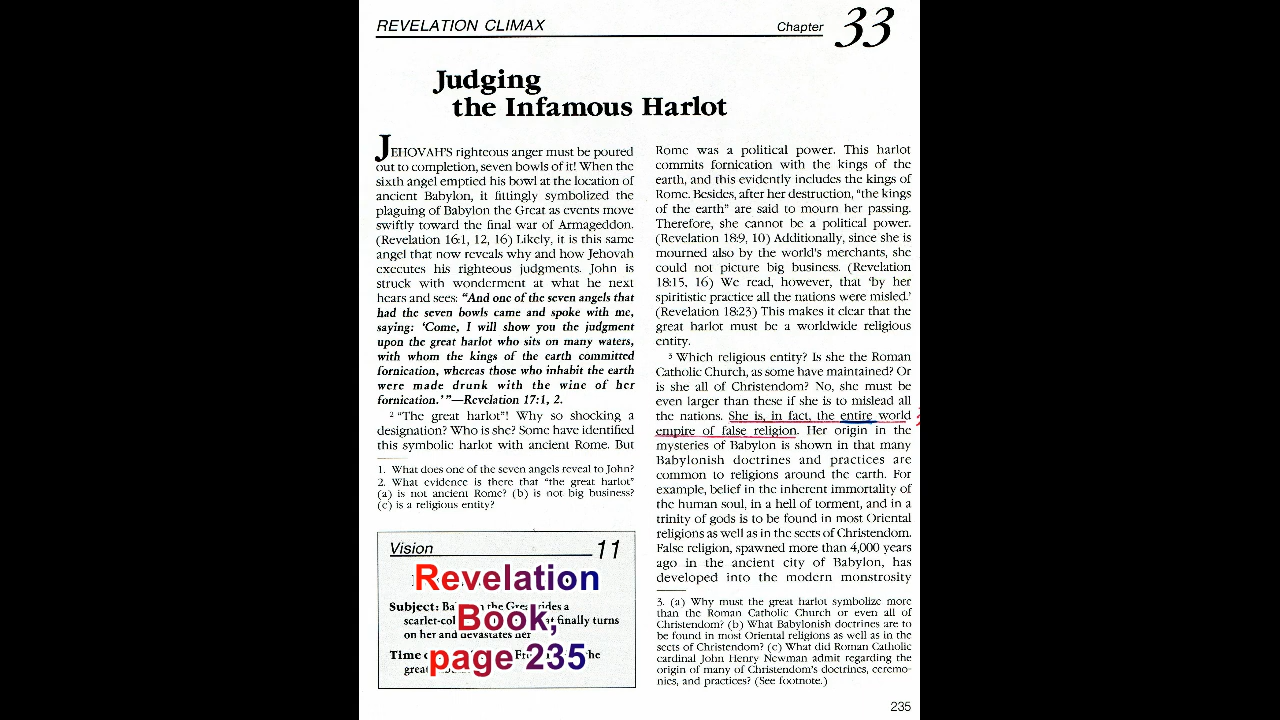 REVELATION CLIMAX
Chapter 33
Judging
the Infamous Harlot
JEHOVAH'S righteous anger must be poured
out to completion, seven bowls of it! When the
sixth angel emptied his bowl at the location of
ancient Babylon, it fittingly symbolized the
plaguing of Babylon the Great as events move
swiftly toward the final war of Armageddon.
(Revelation 16:1, 12, 16) Likely, it is this same
angel that now reveals why and how Jehovah
executes his righteous judgments. John is
struck with wonderment at what he next
hears and sees: "And one of the seven angels that
had the seven bowls came and spoke with me,
saying: 'Come, I will show you the judgment
upon the great harlot who sits on many waters,
with whom the kings of the earth committed
fornication, whereas those who inhabit the earth
were made drunk with the wine of her
fornication.'"—Revelation 17:1, 2.
2 "The great harlot"! Why so shocking a
designation? Who is she? Some have identified
this symbolic harlot with ancient Rome. But
1. What does one of the seven angels reveal to John?
2. What evidence is there that "the great harlot"
(a) is not ancient Rome? (b) is not big business?
(c) is a religious entity?
Vision 11
Revelation
Book,
page 235
Subject: the rides a
scarlet-col finally turns
on her and devastates her
Time
great
Rome was a political power. This harlot
commits fornication with the kings of the
earth, and this evidently includes the kings of
Rome. Besides, after her destruction, "the kings
of the earth" are said to mourn her passing.
Therefore, she cannot be a political power.
(Revelation 18:9, 10) Additionally, since she is
mourned also by the world's merchants, she
could not picture big business. (Revelation
18:15, 16) We read, however, that 'by her
spiritistic practice all the nations were misled.'
(Revelation 18:23) This makes it clear that the
great harlot must be a worldwide religious
entity.
3 Which religious entity? Is she the Roman
Catholic Church, as some have maintained? Or
is she all of Christendom? No, she must be
even larger than these if she is to mislead all
the nations. She is, in fact, the entire world
empire of false religion. Her origin in the
mysteries of Babylon is shown in that many
Babylonish doctrines and practices are
common to religions around the earth. For
example, belief in the inherent immortality of
the human soul, in a hell of torment, and in a
trinity of gods is to be found in most Oriental
religions as well as in the sects of Christendom.
False religion, spawned more than 4,000 years
ago in the ancient city of Babylon, has
developed into the modern monstrosity
3. (a) Why must the great harlot symbolize more
than the Roman Catholic Church or even all of
Christendom? (b) What Babylonish doctrines are to
be found in most Oriental religions as well as in the
sects of Christendom? (c) What did Roman Catholic
cardinal John Henry Newman admit regarding the
origin of many of Christendom's doctrines, ceremo-
nies, and practices? (See footnote.)
235